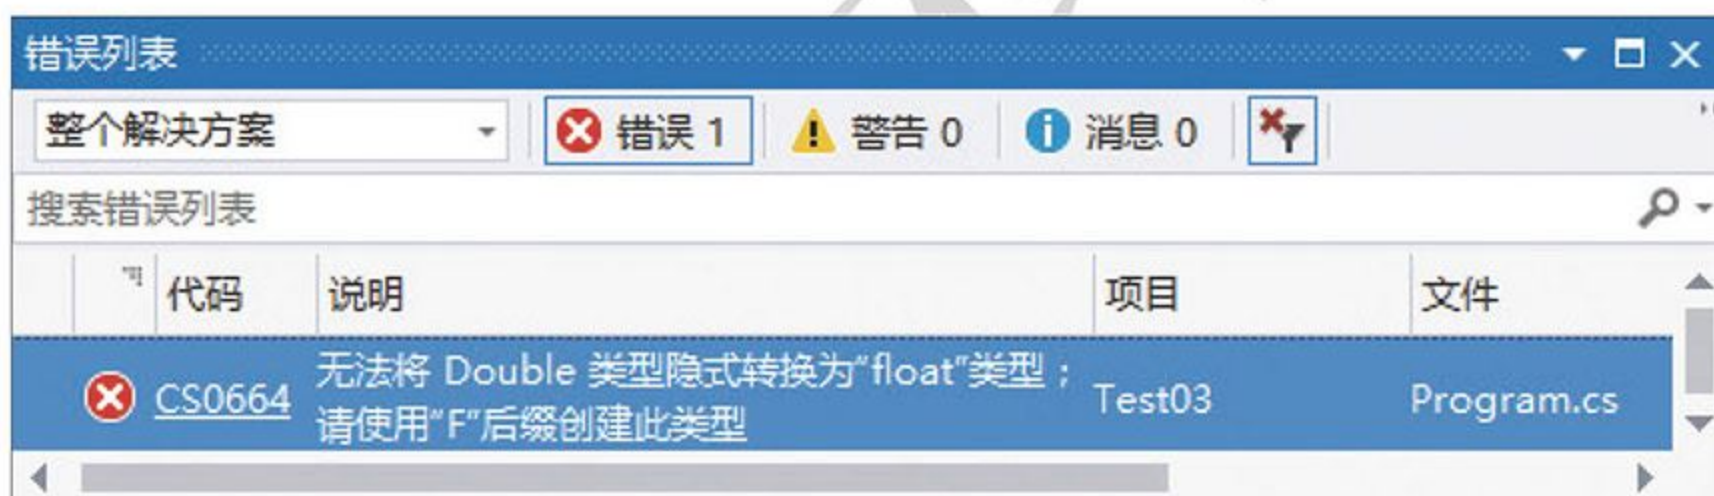 错误列表
整个解决方案 错误 1 警告 0 消息 0
搜索错误列表
代码 说明 项目 文件
CS0664 无法将 Double 类型隐式转换为“float”类型； Test03 Program.cs
请使用“F”后缀创建此类型